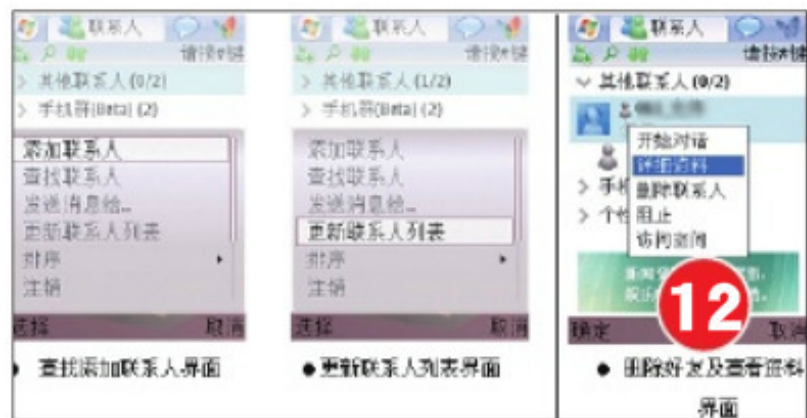 联系人
请按#键
> 其他联系人(0/2)
> 手机群(Beta) (2)
添加联系人
查找联系人
发送消息给...
更新联系人列表
排序
注销
选择 取消
● 查找添加联系人界面
联系人
请按#键
> 其他联系人(1/2)
> 手机群(Beta) (2)
添加联系人
查找联系人
发送消息给...
更新联系人列表
排序
注销
选择 取消
●更新联系人列表界面
联系人
请按#键
其他联系人(0/2)
开始对话
详细资料
> 手机
删除联系人
> 个性
阻止
访问空间
12
确定 取消
● 删除好友及查看资料
界面